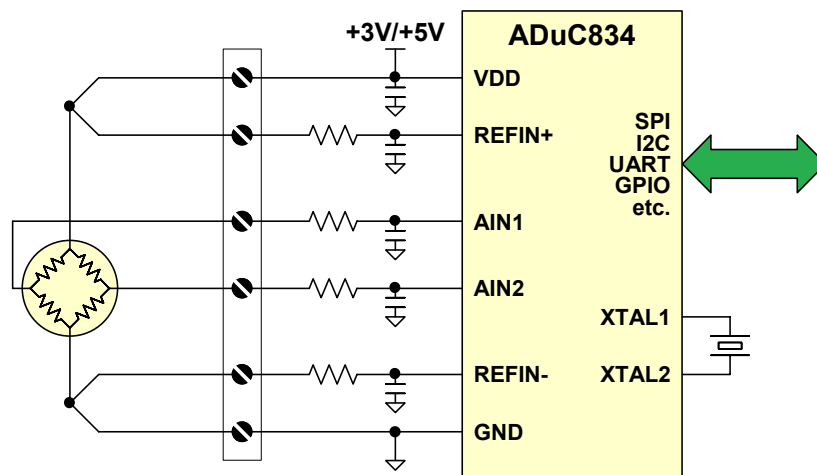 +3V/+5V
ADuC834
VDD
REFIN+
SPI
I2C
UART
GPIO
etc.
AIN1
AIN2
XTAL1
REFIN-
XTAL2
GND